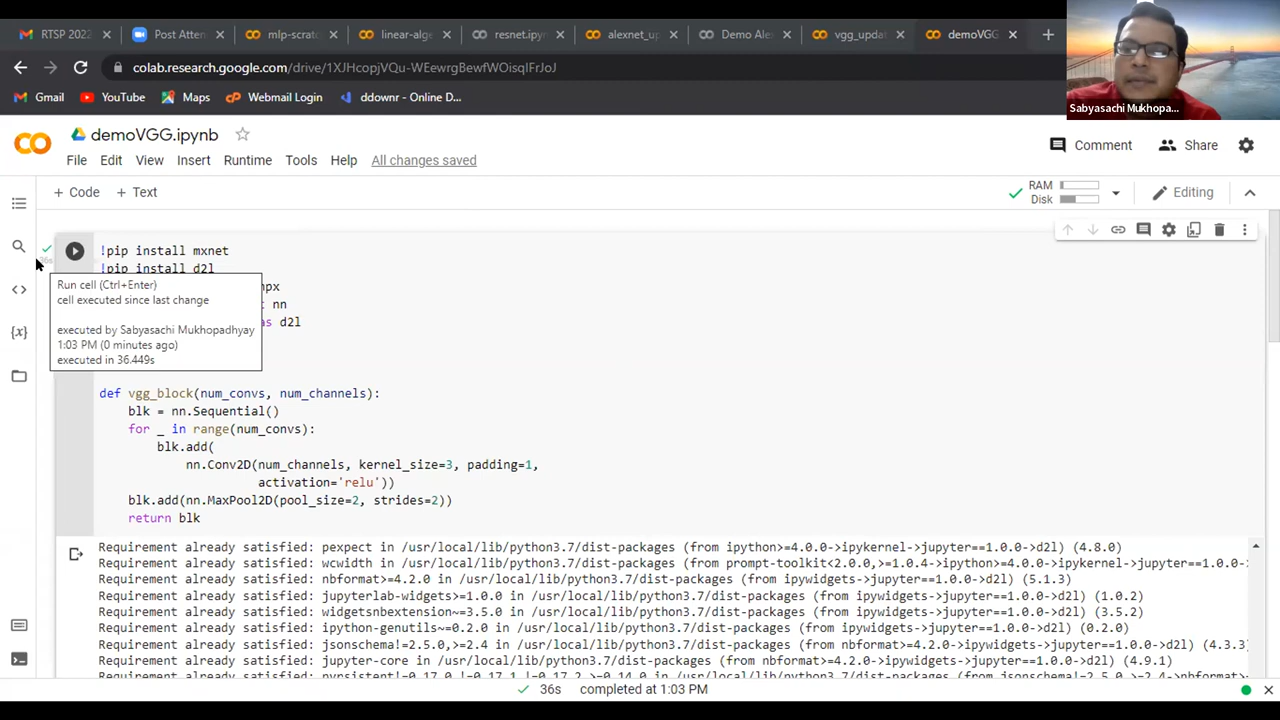 RTSP 2022
Post Atten
mlp-scratc
linear-alge
resnet.ipyn
alexnet_up
Demo Ale
vgg_updat
demoVGG
colab.research.google.com/drive/1XJHcopjVQu-WEewrgBewfWOisqIFrJoJ
Gmail
YouTube
Maps
Webmail Login
ddownr - Online D...
Sabyasachi Mukhopa...
demoVGG.ipynb
File Edit View Insert Runtime Tools Help All changes saved
Comment
Share
+ Code + Text
RAM
Disk
Editing
!pip install mxnet
!pip install d2l
npx
t nn
as d2l
36s
Run cell (Ctrl+Enter)
cell executed since last change
executed by Sabyasachi Mukhopadhyay
1:03 PM (0 minutes ago)
executed in 36.449s
def vgg_block(num_convs, num_channels):
blk = nn.Sequential()
for _ in range(num_convs):
blk.add(
nn.Conv2D(num_channels, kernel_size=3, padding=1,
activation='relu'))
blk.add(nn.MaxPool2D(pool_size=2, strides=2))
return blk
Requirement already satisfied: pexpect in /usr/local/lib/python3.7/dist-packages (from ipython>=4.0.0->ipykernel->jupyter==1.0.0->d2l) (4.8.0)
Requirement already satisfied: wcwidth in /usr/local/lib/python3.7/dist-packages (from prompt-toolkit<2.0.0,>=1.0.4->ipython>=4.0.0->ipykernel->jupyter==1.0.0-
Requirement already satisfied: nbformat>=4.2.0 in /usr/local/lib/python3.7/dist-packages (from ipywidgets->jupyter==1.0.0->d2l) (5.1.3)
Requirement already satisfied: jupyterlab-widgets>=1.0.0 in /usr/local/lib/python3.7/dist-packages (from ipywidgets->jupyter==1.0.0->d2l) (1.0.2)
Requirement already satisfied: widgetsnbextension~=3.5.0 in /usr/local/lib/python3.7/dist-packages (from ipywidgets->jupyter==1.0.0->d2l) (3.5.2)
Requirement already satisfied: ipython-genutils~=0.2.0 in /usr/local/lib/python3.7/dist-packages (from ipywidgets->jupyter==1.0.0->d2l) (0.2.0)
Requirement already satisfied: jsonschema!=2.5.0,>=2.4 in /usr/local/lib/python3.7/dist-packages (from nbformat>=4.2.0->ipywidgets->jupyter==1.0.0->d2l) (4.3.3)
Requirement already satisfied: jupyter-core in /usr/local/lib/python3.7/dist-packages (from nbformat>=4.2.0->ipywidgets->jupyter==1.0.0->d2l) (4.9.1)
36s completed at 1:03 PM